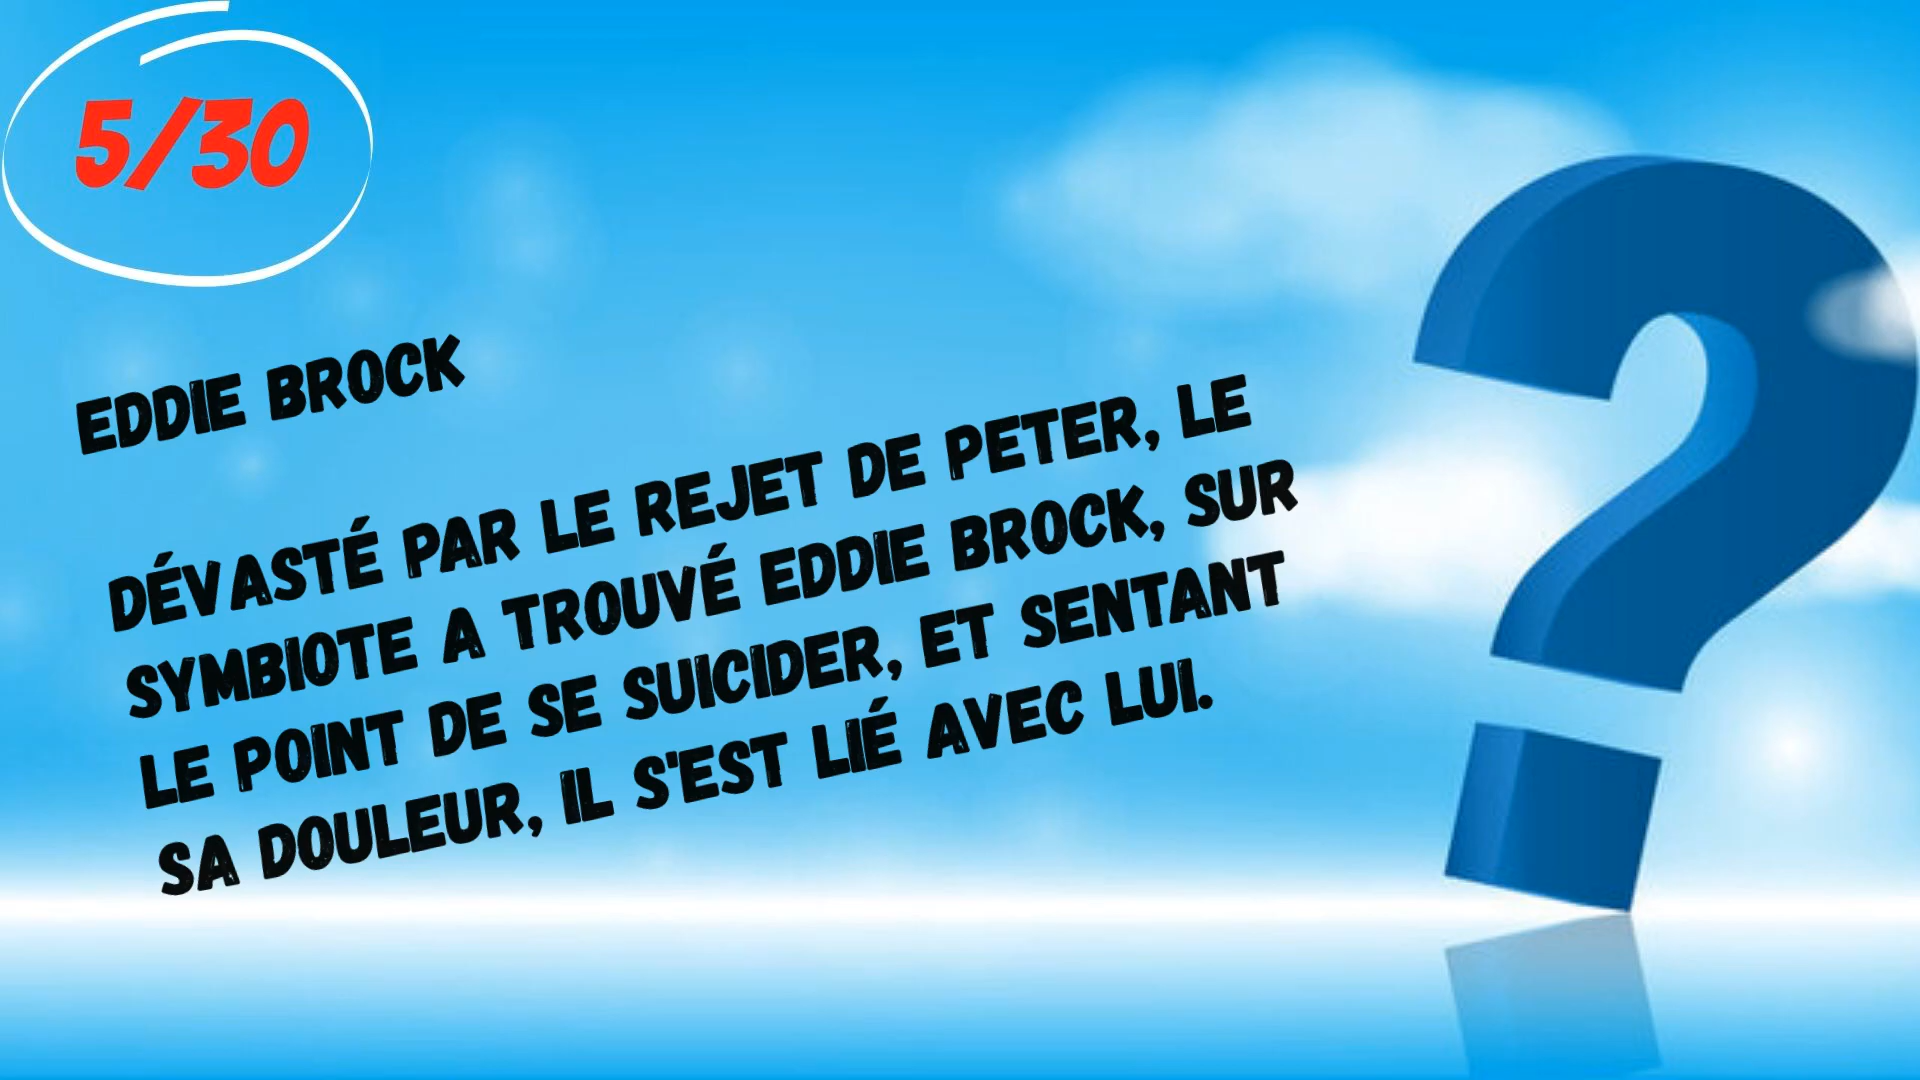 5/30
EDDIE BROCK
DÉVASTÉ PAR LE REJET DE PETER, LE
SYMBIOTE A TROUVÉ EDDIE BROCK, SUR
LE POINT DE SE SUICIDER, ET SENTANT
SA DOULEUR, IL S'EST LIÉ AVEC LUI.